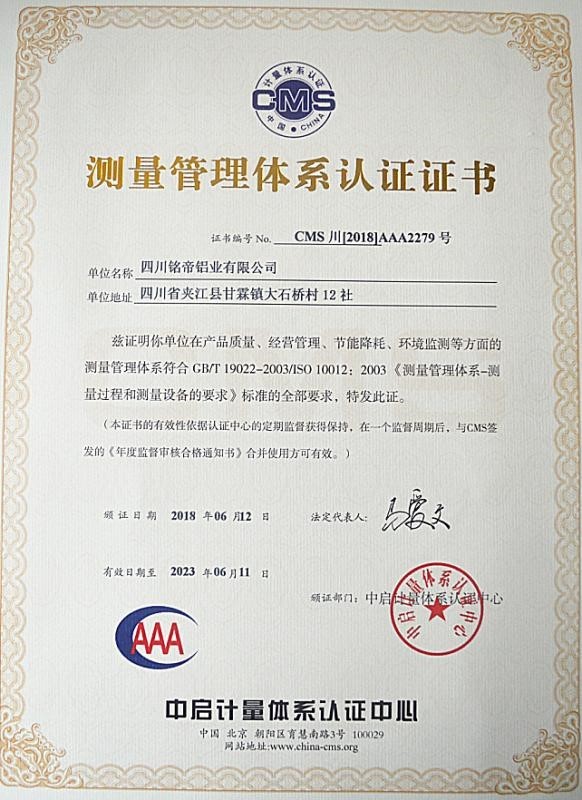 计量体系认证
CMS
中国 CHINA
测量管理体系认证证书
证书编号 No. CMS 川[2018]AAA2279 号
单位名称 四川铭帝铝业有限公司
单位地址 四川省夹江县甘霖镇大石桥村 12 社
兹证明你单位在产品质量、经营管理、节能降耗、环境监测等方面的
测量管理体系符合 GB/T 19022-2003/ISO 10012: 2003《测量管理体系-测
量过程和测量设备的要求》标准的全部要求，特发此证。
（本证书的有效性依据认证中心的定期监督获得保持，在一个监督周期后，与CMS签
发的《年度监督审核合格通知书》合并使用方可有效。）
颁证日期 2018 年 06 月 12 日 法定代表人：
有效日期至 2023 年 06 月 11 日
颁证部门：中启计量体系认证中心
中启计量体系认证中心
AAA
中启计量体系认证中心
中国 北京 朝阳区育慧南路3号 100029
网站地址:www.china-cms.org